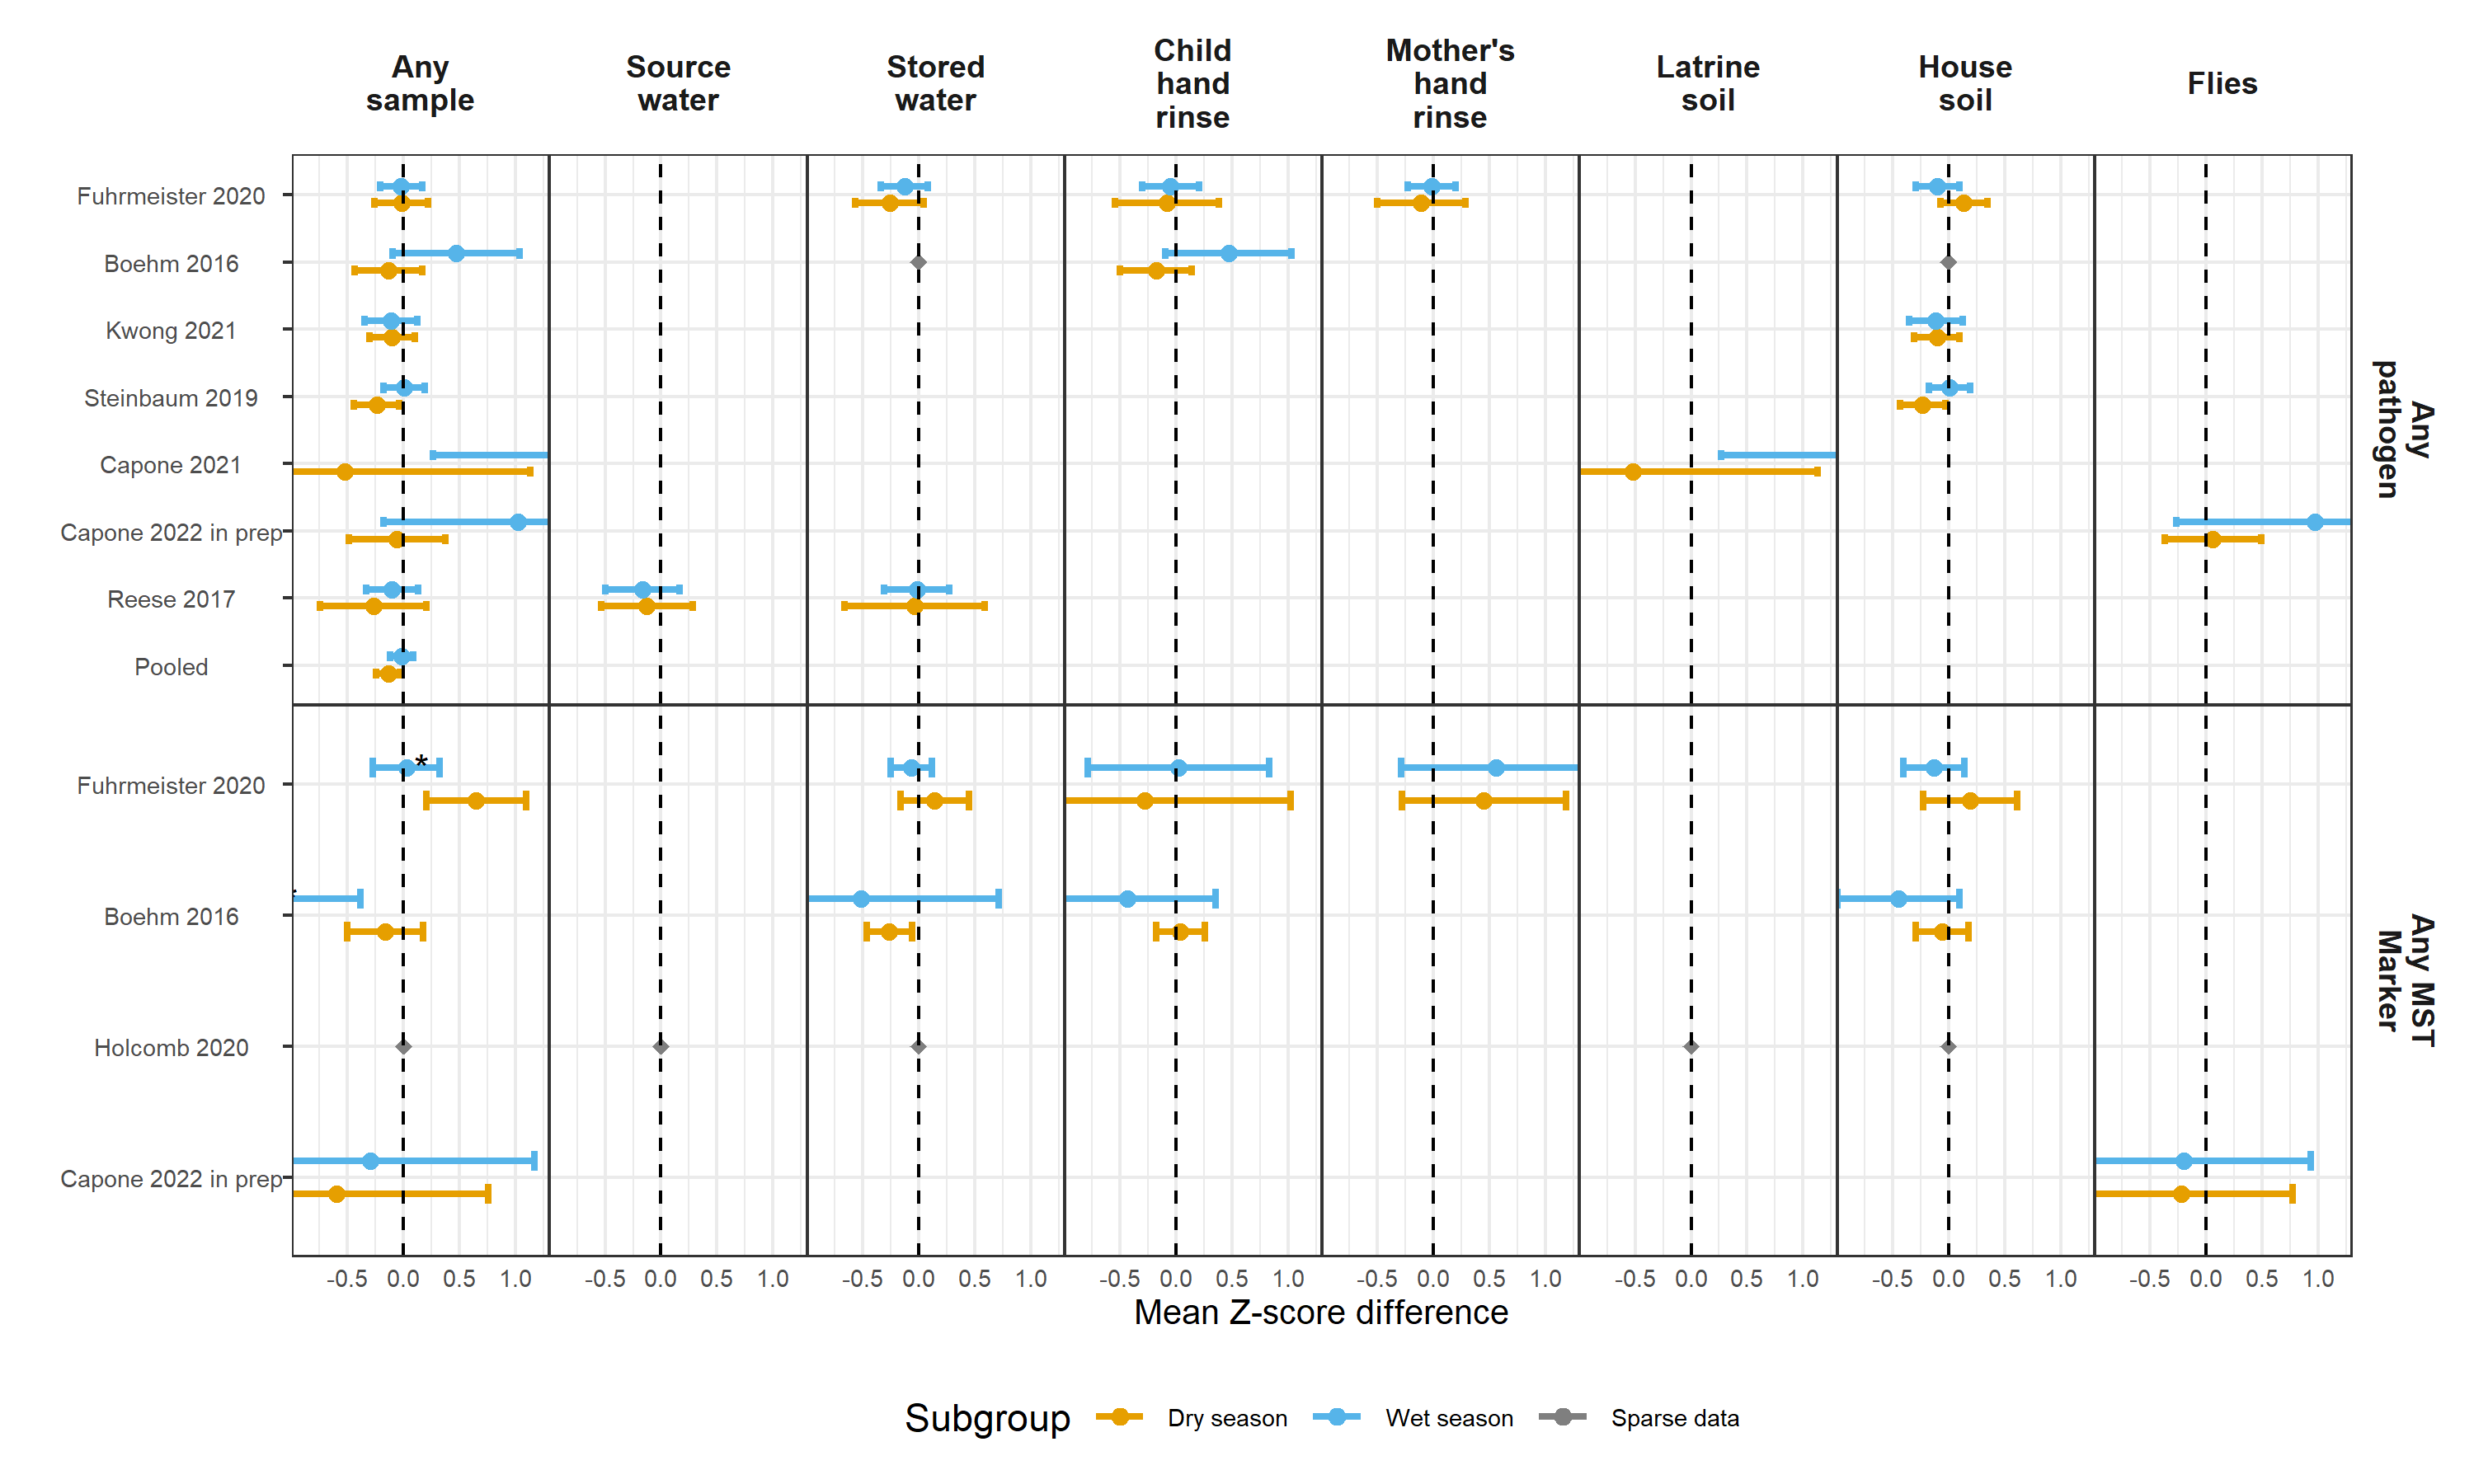 Any
sample
Source
water
Stored
water
Child
hand
rinse
Mother's
hand
rinse
Latrine
soil
House
soil
Flies
Fuhrmeister 2020
Boehm 2016
Kwong 2021
Steinbaum 2019
Capone 2021
Capone 2022 in prep
Reese 2017
Pooled
Any
pathogen
Fuhrmeister 2020
*
Boehm 2016
Holcomb 2020
Capone 2022 in prep
Any MST
Marker
-0.5 0.0 0.5 1.0 -0.5 0.0 0.5 1.0 -0.5 0.0 0.5 1.0 -0.5 0.0 0.5 1.0 -0.5 0.0 0.5 1.0 -0.5 0.0 0.5 1.0 -0.5 0.0 0.5 1.0 -0.5 0.0 0.5 1.0
Mean Z-score difference
Subgroup Dry season Wet season Sparse data